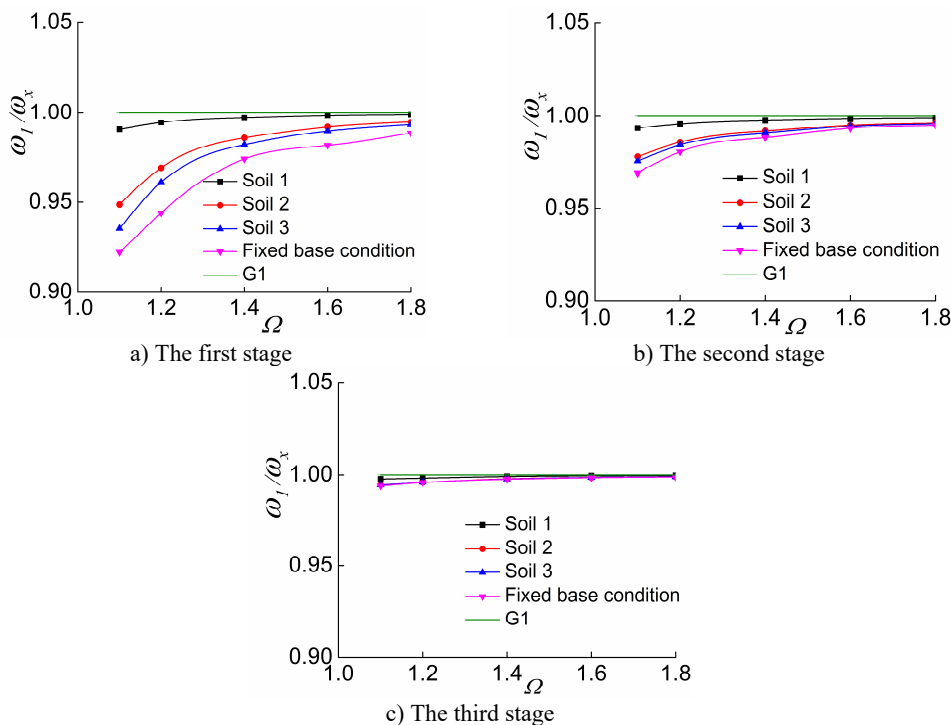 1.05
1.00
0.95
0.90
ω₁/ωₓ
Soil 1
Soil 2
Soil 3
Fixed base condition
G1
1.0 1.2 1.4 1.6 1.8
Ω
a) The first stage
1.05
1.00
0.95
0.90
ω₁/ωₓ
Soil 1
Soil 2
Soil 3
Fixed base condition
G1
1.0 1.2 1.4 1.6 1.8
Ω
b) The second stage
1.05
1.00
0.95
0.90
ω₁/ωₓ
Soil 1
Soil 2
Soil 3
Fixed base condition
G1
1.0 1.2 1.4 1.6 1.8
Ω
c) The third stage